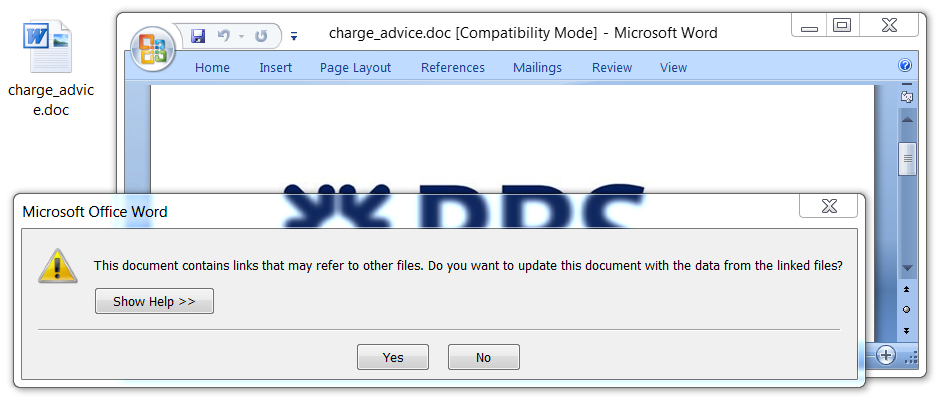 charge_advic
e.doc
charge_advice.doc [Compatibility Mode] - Microsoft Word
Home Insert Page Layout References Mailings Review View
Microsoft Office Word
This document contains links that may refer to other files. Do you want to update this document with the data from the linked files?
Show Help >>
Yes No